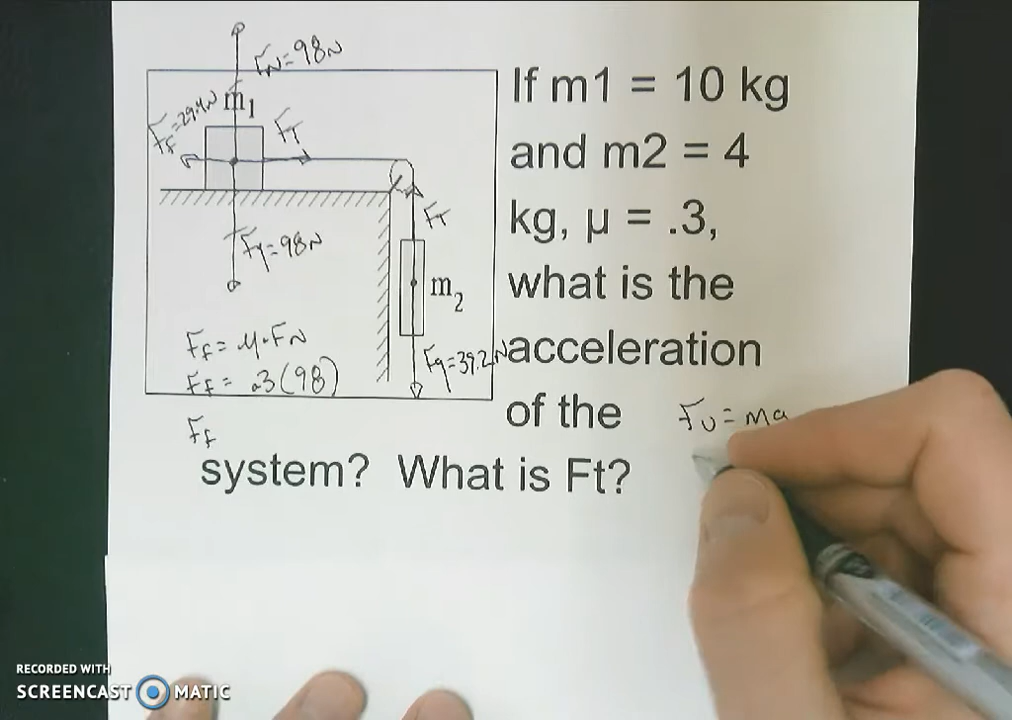 FN=98N
m1
FF=29.4N
FT
FT
Fg=98N
m2
Fg=39.2N
FF= µ·FN
FF= .3(98)
FF
If m1 = 10 kg
and m2 = 4
kg, µ = .3,
what is the
acceleration
of the
system? What is Ft?
FU=ma
RECORDED WITH
SCREENCAST MATIC